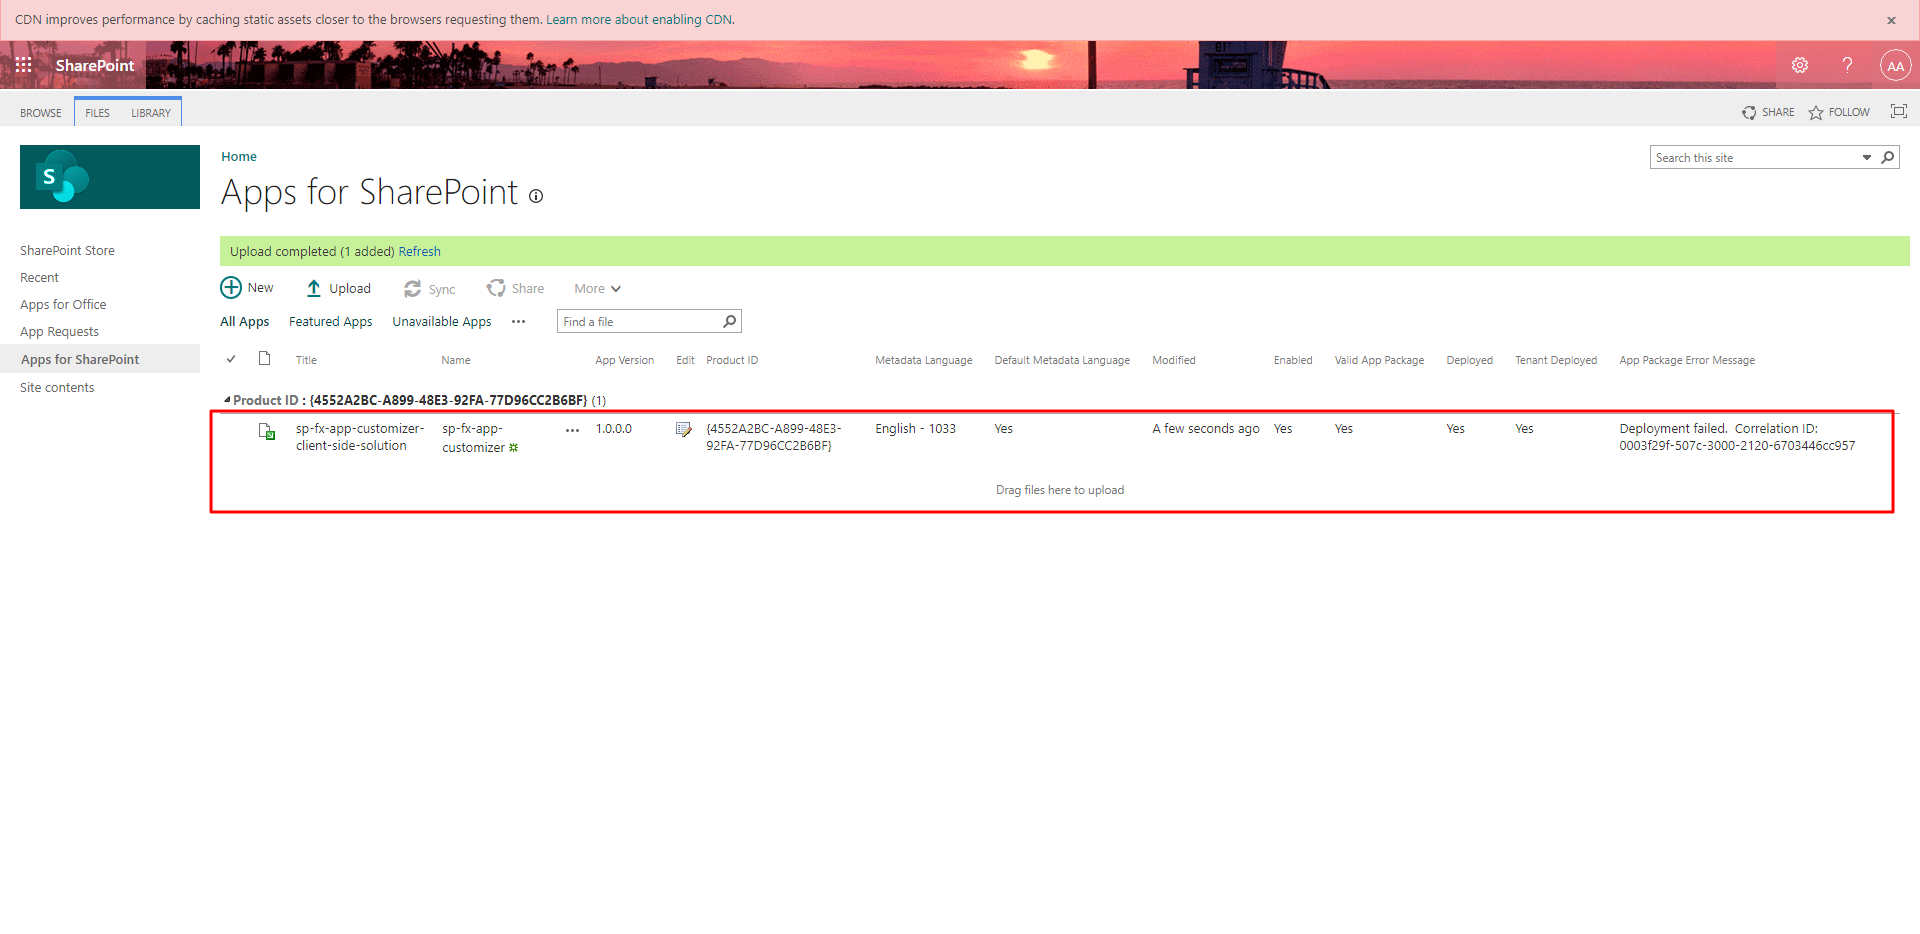 CDN improves performance by caching static assets closer to the browsers requesting them. Learn more about enabling CDN.
SharePoint
AA
BROWSE FILES LIBRARY
SHARE FOLLOW
S
Home
Search this site
Apps for SharePoint
SharePoint Store
Recent
Apps for Office
App Requests
Apps for SharePoint
Site contents
Upload completed (1 added) Refresh
New Upload Sync Share More
All Apps Featured Apps Unavailable Apps ••• Find a file
Title Name App Version Edit Product ID Metadata Language Default Metadata Language Modified Enabled Valid App Package Deployed Tenant Deployed App Package Error Message
Product ID : {4552A2BC-A899-48E3-92FA-77D96CC2B6BF} (1)
sp-fx-app-customizer- sp-fx-app- ••• 1.0.0.0 {4552A2BC-A899-48E3- English - 1033 Yes A few seconds ago Yes Yes Yes Yes Deployment failed. Correlation ID:
client-side-solution customizer 92FA-77D96CC2B6BF} 0003f29f-507c-3000-2120-6703446cc957
Drag files here to upload